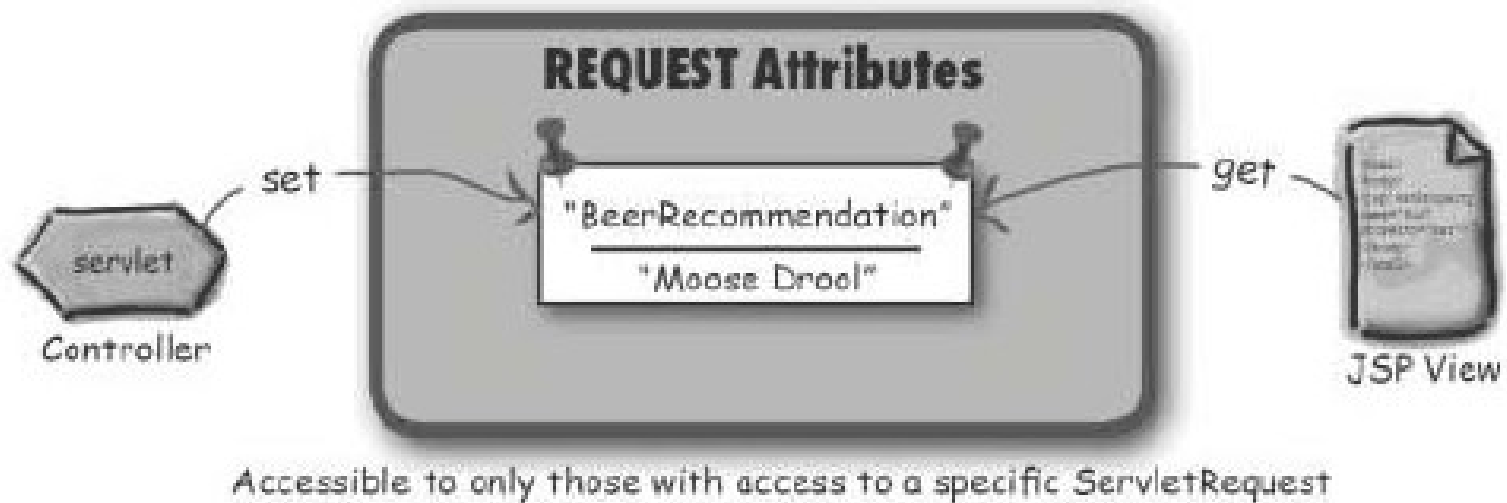 REQUEST Attributes
set
get
"BeerRecommendation"
"Moose Drool"
servlet
Controller
JSP View
Accessible to only those with access to a specific ServletRequest